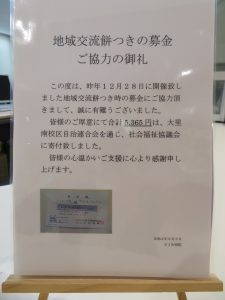 地域交流餅つきの募金
ご協力の御礼
この度は、昨年１２月２８日に開催致し
ました地域交流餅つき時の募金にご協力頂
きまして、誠に有難うございました。
皆様のご厚意にて合計5,365円は、大里
南校区自治連合会を通じ、社会福祉協議会
に寄付致しました。
皆様の心温かいご支援に心より感謝申し
上げます。